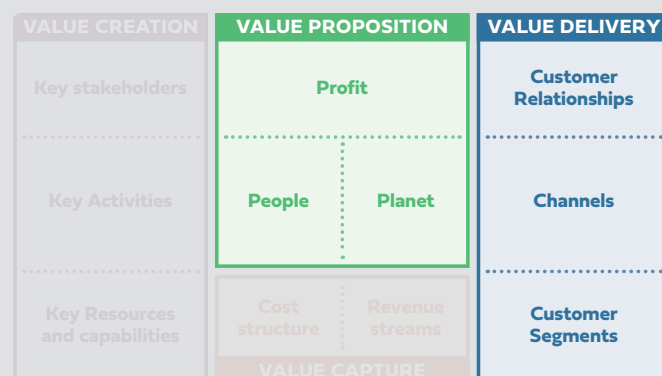 VALUE CREATION
Key stakeholders
Key Activities
Key Resources
and capabilities
VALUE PROPOSITION
Profit
People
Planet
Cost
structure
Revenue
streams
VALUE CAPTURE
VALUE DELIVERY
Customer
Relationships
Channels
Customer
Segments